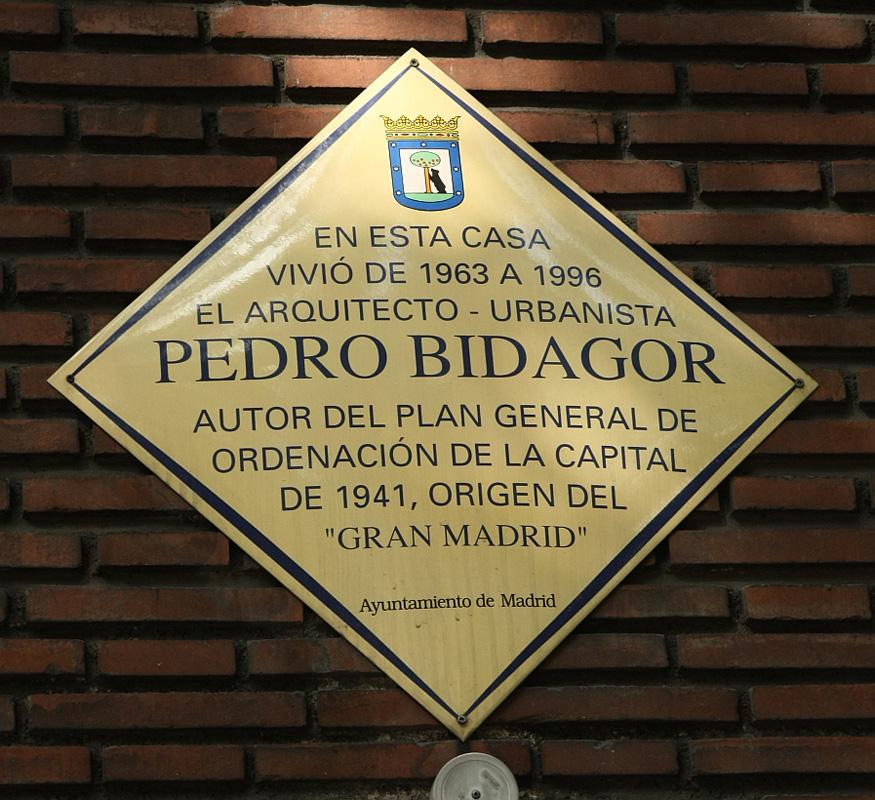 EN ESTA CASA
VIVIÓ DE 1963 A 1996
EL ARQUITECTO - URBANISTA
PEDRO BIDAGOR
AUTOR DEL PLAN GENERAL DE
ORDENACIÓN DE LA CAPITAL
DE 1941, ORIGEN DEL
"GRAN MADRID"
Ayuntamiento de Madrid